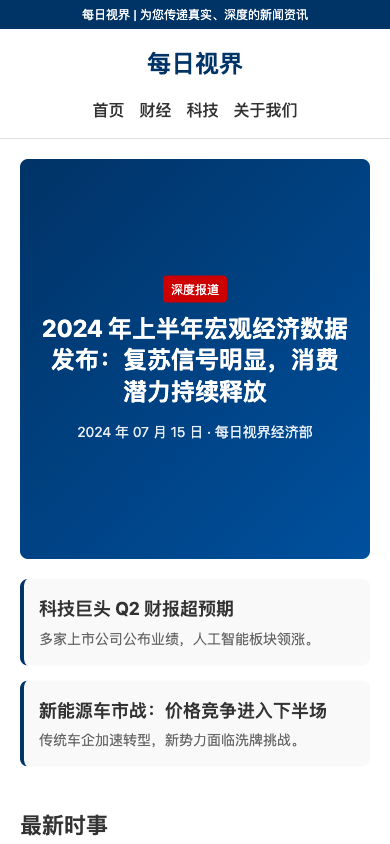 每日视界 | 为您传递真实、深度的新闻资讯
每日视界
首页 财经 科技 关于我们
深度报道
2024 年上半年宏观经济数据
发布：复苏信号明显，消费
潜力持续释放
2024 年 07 月 15 日 · 每日视界经济部
科技巨头 Q2 财报超预期
多家上市公司公布业绩，人工智能板块领涨。
新能源车市战：价格竞争进入下半场
传统车企加速转型，新势力面临洗牌挑战。
最新时事